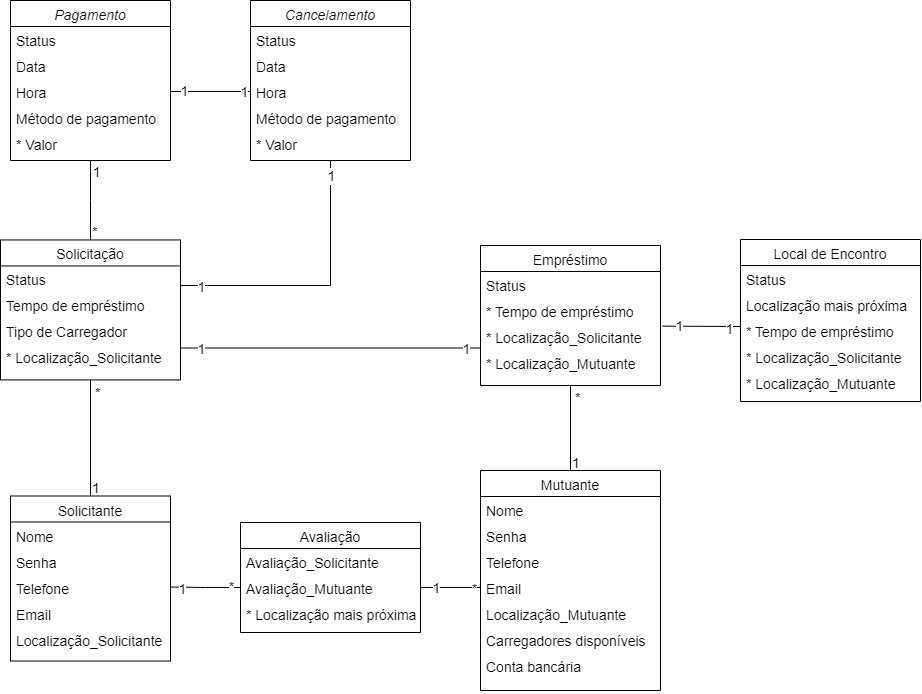 Pagamento
Status
Data
Hora
Método de pagamento
* Valor
Cancelamento
Status
Data
Hora
Método de pagamento
* Valor
1
1
1
*
1
1
Solicitação
Status
Tempo de empréstimo
Tipo de Carregador
* Localização_Solicitante
1
1
Empréstimo
Status
* Tempo de empréstimo
* Localização_Solicitante
* Localização_Mutuante
1
1
Local de Encontro
Status
Localização mais próxima
* Tempo de empréstimo
* Localização_Solicitante
* Localização_Mutuante
*
1
*
1
Solicitante
Nome
Senha
Telefone
Email
Localização_Solicitante
1
*
Avaliação
Avaliação_Solicitante
Avaliação_Mutuante
* Localização mais próxima
1
*
Mutuante
Nome
Senha
Telefone
Email
Localização_Mutuante
Carregadores disponíveis
Conta bancária